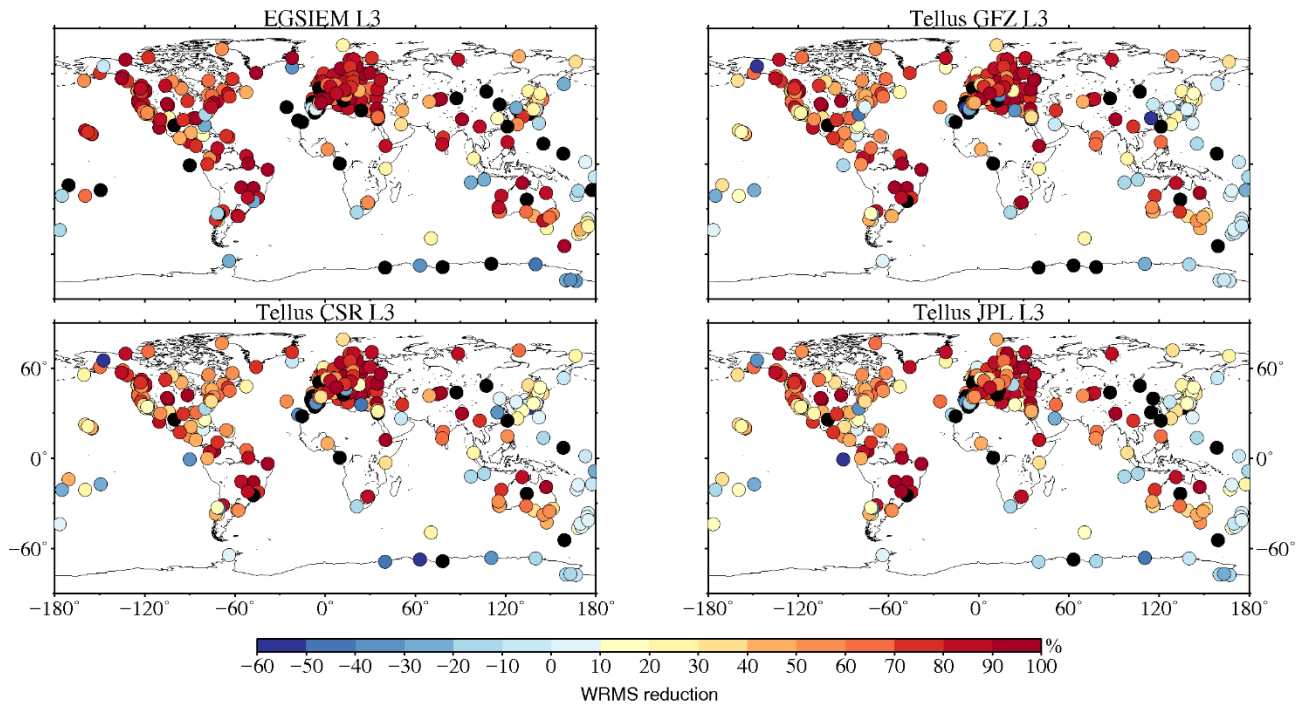 EGSIEM L3 Tellus GFZ L3
Tellus CSR L3 Tellus JPL L3
60° 60°
0° 0°
−60° −60°
−180° −120° −60° 0° 60° 120° 180° −180° −120° −60° 0° 60° 120° 180°
%
−60 −50 −40 −30 −20 −10 0 10 20 30 40 50 60 70 80 90 100
WRMS reduction